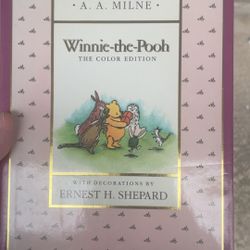 A. A. MILNE
Winnie-the-Pooh
THE COLOR EDITION
WITH DECORATIONS BY
ERNEST H. SHEPARD